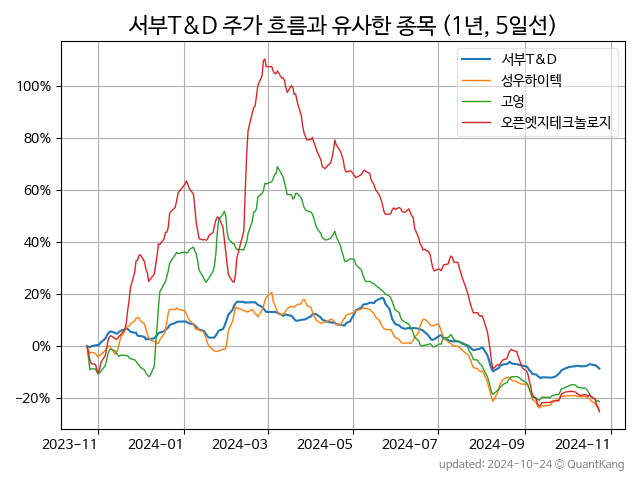 서부T&D 주가 흐름과 유사한 종목 (1년, 5일선)
서부T&D
성우하이텍
고영
오픈엣지테크놀로지
100%
80%
60%
40%
20%
0%
−20%
2023-11
2024-01
2024-03
2024-05
2024-07
2024-09
2024-11
updated: 2024-10-24 © QuantKang